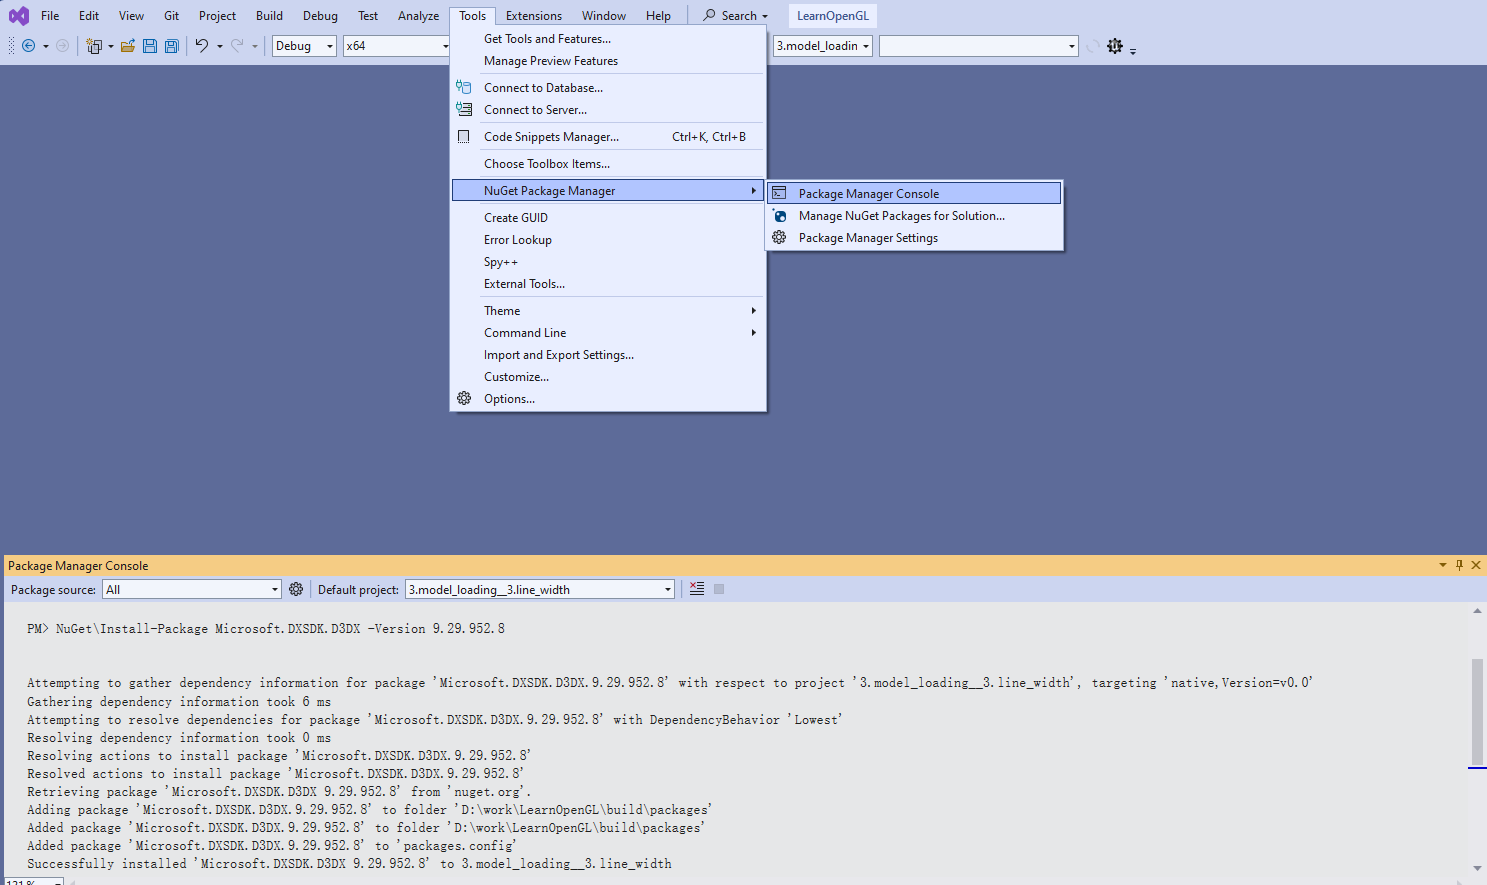 File Edit View Git Project Build Debug Test Analyze Tools Extensions Window Help Search LearnOpenGL
Debug x64 3.model_loadin
Get Tools and Features...
Manage Preview Features
Connect to Database...
Connect to Server...
Code Snippets Manager... Ctrl+K, Ctrl+B
Choose Toolbox Items...
NuGet Package Manager
Package Manager Console
Manage NuGet Packages for Solution...
Package Manager Settings
Create GUID
Error Lookup
Spy++
External Tools...
Theme
Command Line
Import and Export Settings...
Customize...
Options...
Package Manager Console
Package source: All Default project: 3.model_loading__3.line_width
PM> NuGet\Install-Package Microsoft.DXSDK.D3DX -Version 9.29.952.8
Attempting to gather dependency information for package 'Microsoft.DXSDK.D3DX.9.29.952.8' with respect to project '3.model_loading__3.line_width', targeting 'native,Version=v0.0'
Gathering dependency information took 6 ms
Attempting to resolve dependencies for package 'Microsoft.DXSDK.D3DX.9.29.952.8' with DependencyBehavior 'Lowest'
Resolving dependency information took 0 ms
Resolving actions to install package 'Microsoft.DXSDK.D3DX.9.29.952.8'
Resolved actions to install package 'Microsoft.DXSDK.D3DX.9.29.952.8'
Retrieving package 'Microsoft.DXSDK.D3DX 9.29.952.8' from 'nuget.org'.
Adding package 'Microsoft.DXSDK.D3DX.9.29.952.8' to folder 'D:\work\LearnOpenGL\build\packages'
Added package 'Microsoft.DXSDK.D3DX.9.29.952.8' to folder 'D:\work\LearnOpenGL\build\packages'
Added package 'Microsoft.DXSDK.D3DX.9.29.952.8' to 'packages.config'
Successfully installed 'Microsoft.DXSDK.D3DX 9.29.952.8' to 3.model_loading__3.line_width